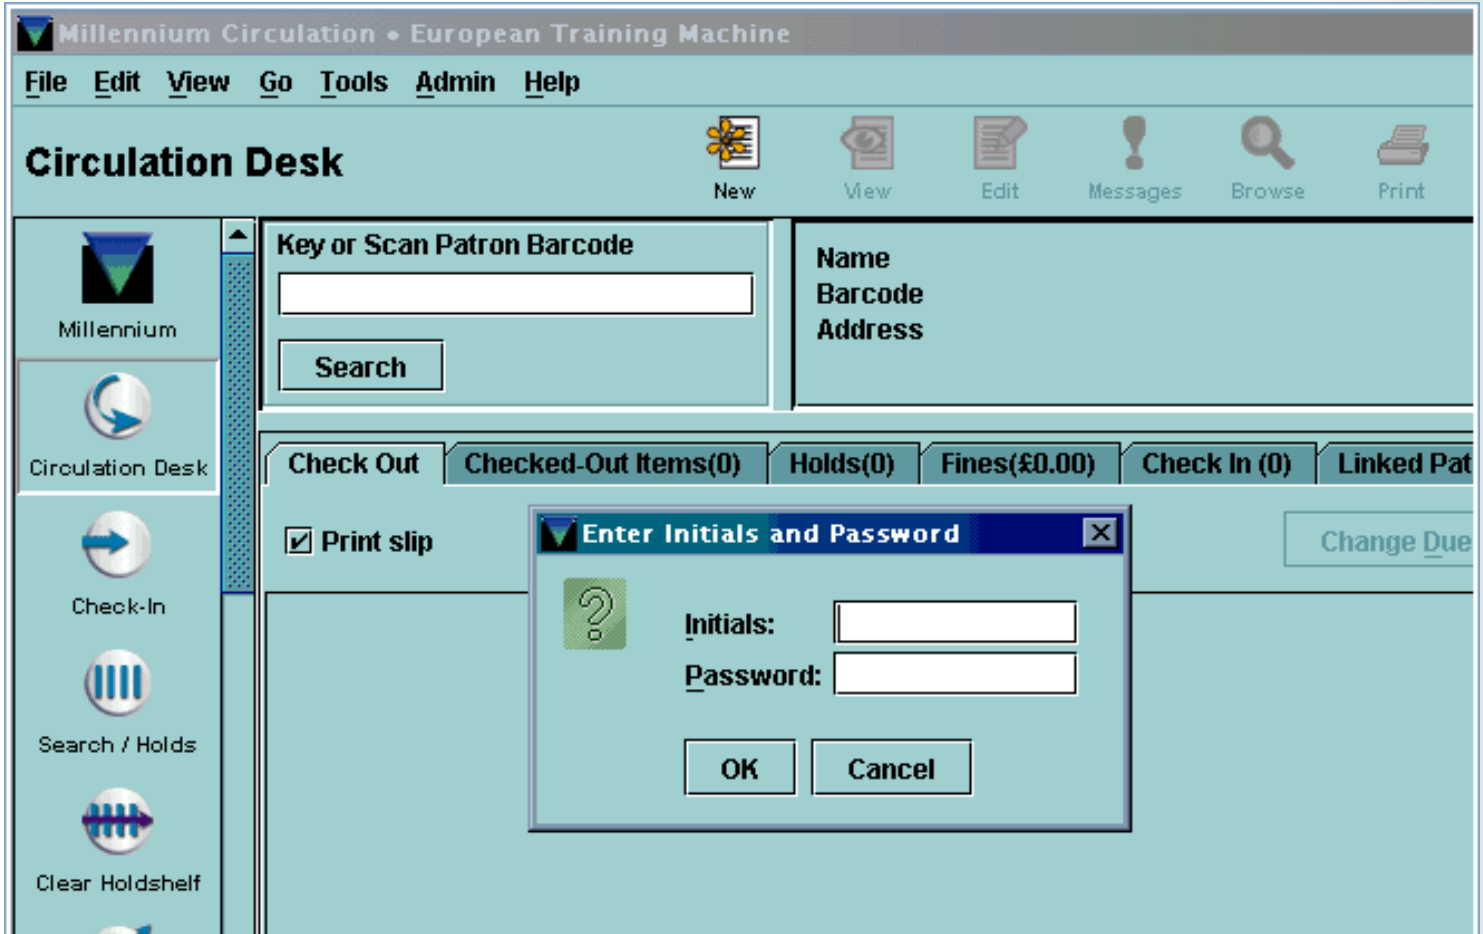 Millennium Circulation • European Training Machine
File Edit View Go Tools Admin Help
Circulation Desk
New View Edit Messages Browse Print
Millennium
Circulation Desk
Check-In
Search / Holds
Clear Holdshelf
Key or Scan Patron Barcode
Search
Name
Barcode
Address
Check Out Checked-Out Items(0) Holds(0) Fines(£0.00) Check In (0) Linked Pat
Print slip
Change Due
Enter Initials and Password
Initials:
Password:
OK Cancel